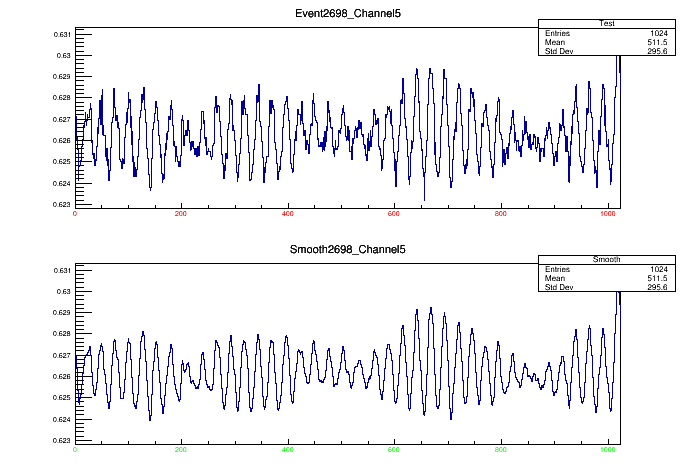 Event2698_Channel5
Test
Entries 1024
Mean 511.5
Std Dev 295.6
0.631
0.63
0.629
0.628
0.627
0.626
0.625
0.624
0.623
0 200 400 600 800 1000
Smooth2698_Channel5
Smooth
Entries 1024
Mean 511.5
Std Dev 295.6
0.631
0.63
0.629
0.628
0.627
0.626
0.625
0.624
0.623
0 200 400 600 800 1000